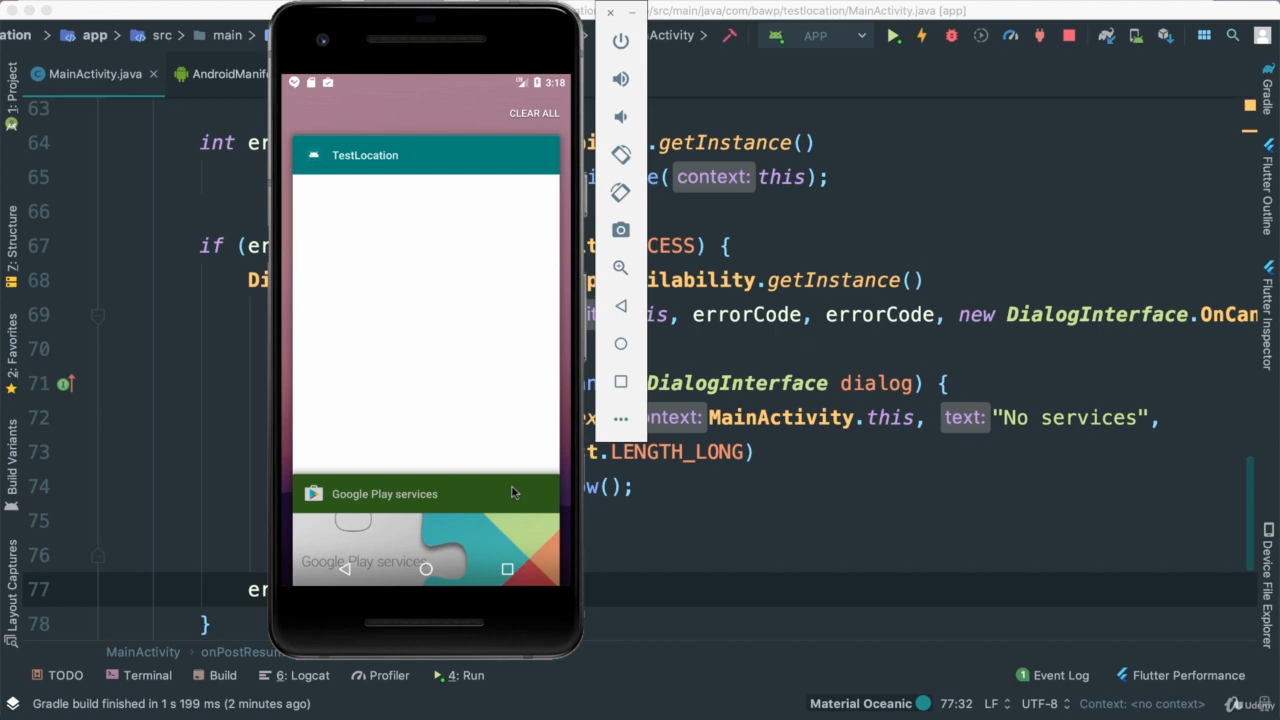 src/main/java/com/bawp/testlocation/MainActivity.java [app]
ation
app
src
main
Activity
APP
MainActivity.java
AndroidManif
1: Project
7: Structure
2: Favorites
Build Variants
Layout Captures
3:18
CLEAR ALL
TestLocation
Google Play services
Google Play services
63
64 int er .getInstance()
65 e( context: this);
66
67 if (er CESS) {
68 Di ilability.getInstance()
69 is, errorCode, errorCode, new DialogInterface.OnCan
70
71 DialogInterface dialog) {
72 ntext: MainActivity.this, text: "No services",
73 t.LENGTH_LONG)
74 ow();
75
76
77 er
78 }
Gradle
Flutter Outline
Flutter Inspector
Device File Explorer
MainActivity › onPostResum
TODO
Terminal
Build
6: Logcat
Profiler
4: Run
1 Event Log
Flutter Performance
Gradle build finished in 1 s 199 ms (2 minutes ago)
Material Oceanic
77:32
LF
UTF-8
Context: <no context>
Udemy